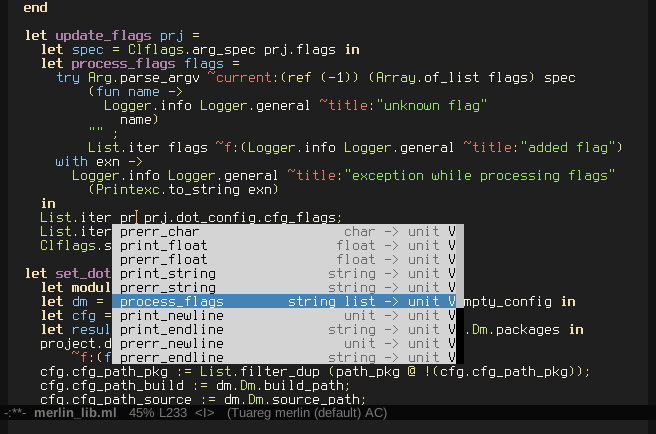 end
let update_flags prj =
let spec = Clflags.arg_spec prj.flags in
let process_flags flags =
try Arg.parse_argv ~current:(ref (-1)) (Array.of_list flags) spec
(fun name ->
Logger.info Logger.general ~title:"unknown flag"
name)
"" ;
List.iter flags ~f:(Logger.info Logger.general ~title:"added flag")
with exn ->
Logger.info Logger.general ~title:"exception while processing flags"
(Printexc.to_string exn)
in
List.iter pr prj.dot_config.cfg_flags;
List.iter
prerr_char char -> unit V
Clflags.s
print_float float -> unit V
prerr_float float -> unit V
let set_dot
print_string string -> unit V
let modul
prerr_string string -> unit V
let dm =
process_flags string list -> unit V
mpty_config in
let cfg =
print_newline unit -> unit V
let resul
print_endline string -> unit V
.Dm.packages in
project.d
prerr_newline unit -> unit V
~f:(f
prerr_endline string -> unit V
cfg.cfg_path_pkg := List.filter_dup (path_pkg @ !(cfg.cfg_path_pkg));
cfg.cfg_path_build := dm.Dm.build_path;
cfg.cfg_path_source := dm.Dm.source_path;
-:**- merlin_lib.ml 45% L233 <I> (Tuareg merlin (default) AC)